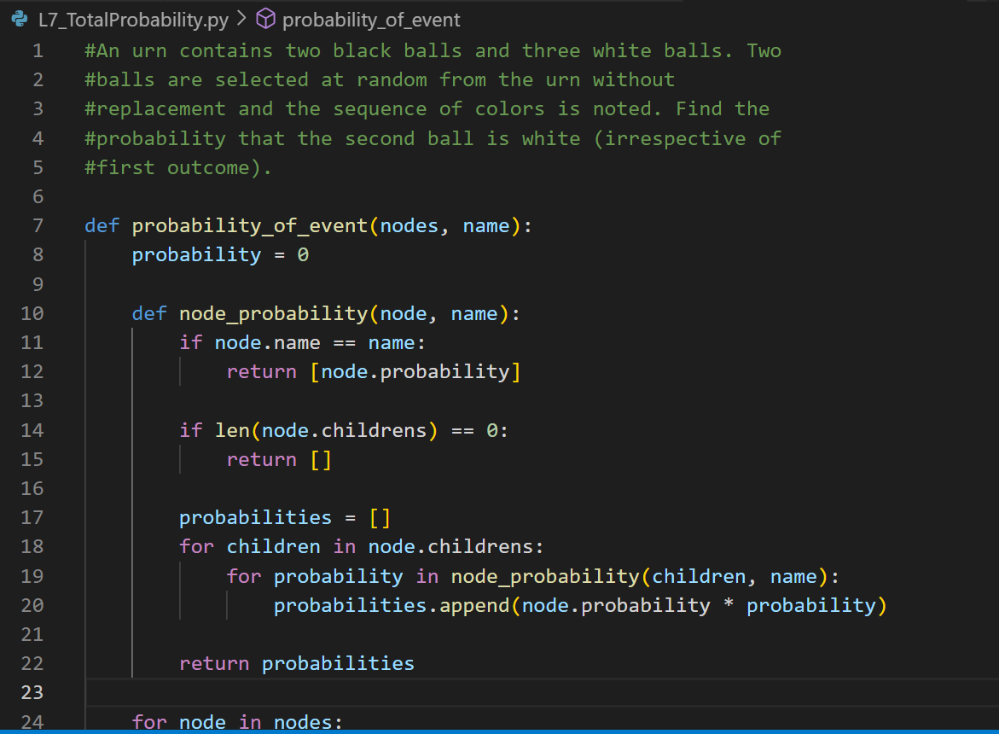 L7_TotalProbability.py > probability_of_event
1 #An urn contains two black balls and three white balls. Two
2 #balls are selected at random from the urn without
3 #replacement and the sequence of colors is noted. Find the
4 #probability that the second ball is white (irrespective of
5 #first outcome).
6
7 def probability_of_event(nodes, name):
8     probability = 0
9
10     def node_probability(node, name):
11         if node.name == name:
12             return [node.probability]
13
14         if len(node.childrens) == 0:
15             return []
16
17         probabilities = []
18         for children in node.childrens:
19             for probability in node_probability(children, name):
20                 probabilities.append(node.probability * probability)
21
22         return probabilities
23
24     for node in nodes: